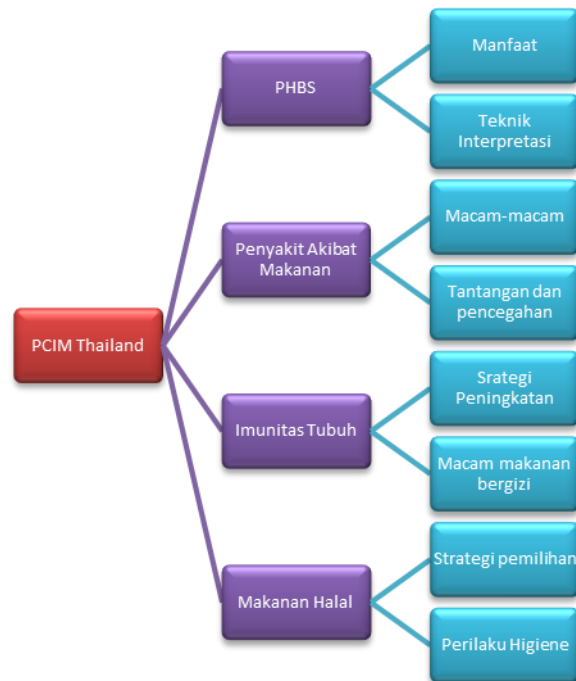 PCIM Thailand
PHBS
Manfaat
Teknik
Interpretasi
Penyakit Akibat
Makanan
Macam-macam
Tantangan dan
pencegahan
Imunitas Tubuh
Srategi
Peningkatan
Macam makanan
bergizi
Makanan Halal
Strategi pemilihan
Perilaku Higiene